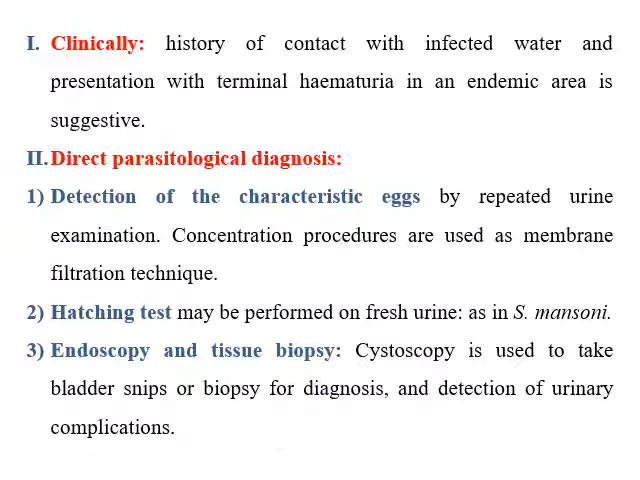 I. Clinically: history of contact with infected water and
presentation with terminal haematuria in an endemic area is
suggestive.
II. Direct parasitological diagnosis:
1) Detection of the characteristic eggs by repeated urine
examination. Concentration procedures are used as membrane
filtration technique.
2) Hatching test may be performed on fresh urine: as in S. mansoni.
3) Endoscopy and tissue biopsy: Cystoscopy is used to take
bladder snips or biopsy for diagnosis, and detection of urinary
complications.